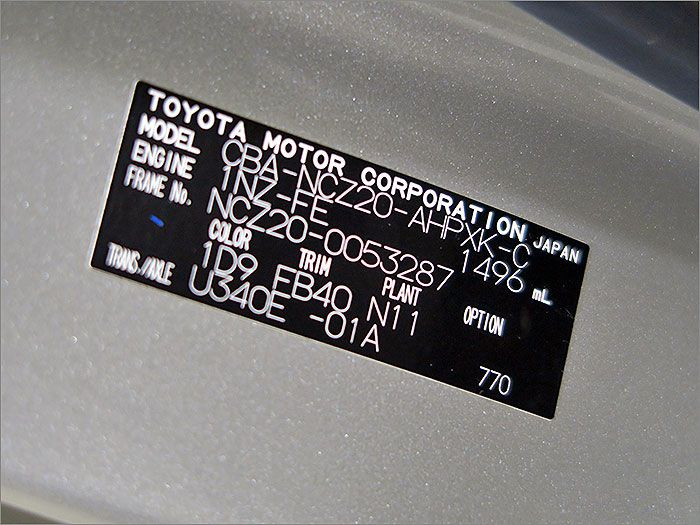 TOYOTA MOTOR CORPORATION JAPAN
MODEL CBA-NCZ20-AHPXK-C
ENGINE 1NZ-FE 1496 mL
FRAME No. NCZ20-0053287
COLOR TRIM PLANT OPTION
1D9 FB40 N11
TRANS./AXLE U340E -01A
770